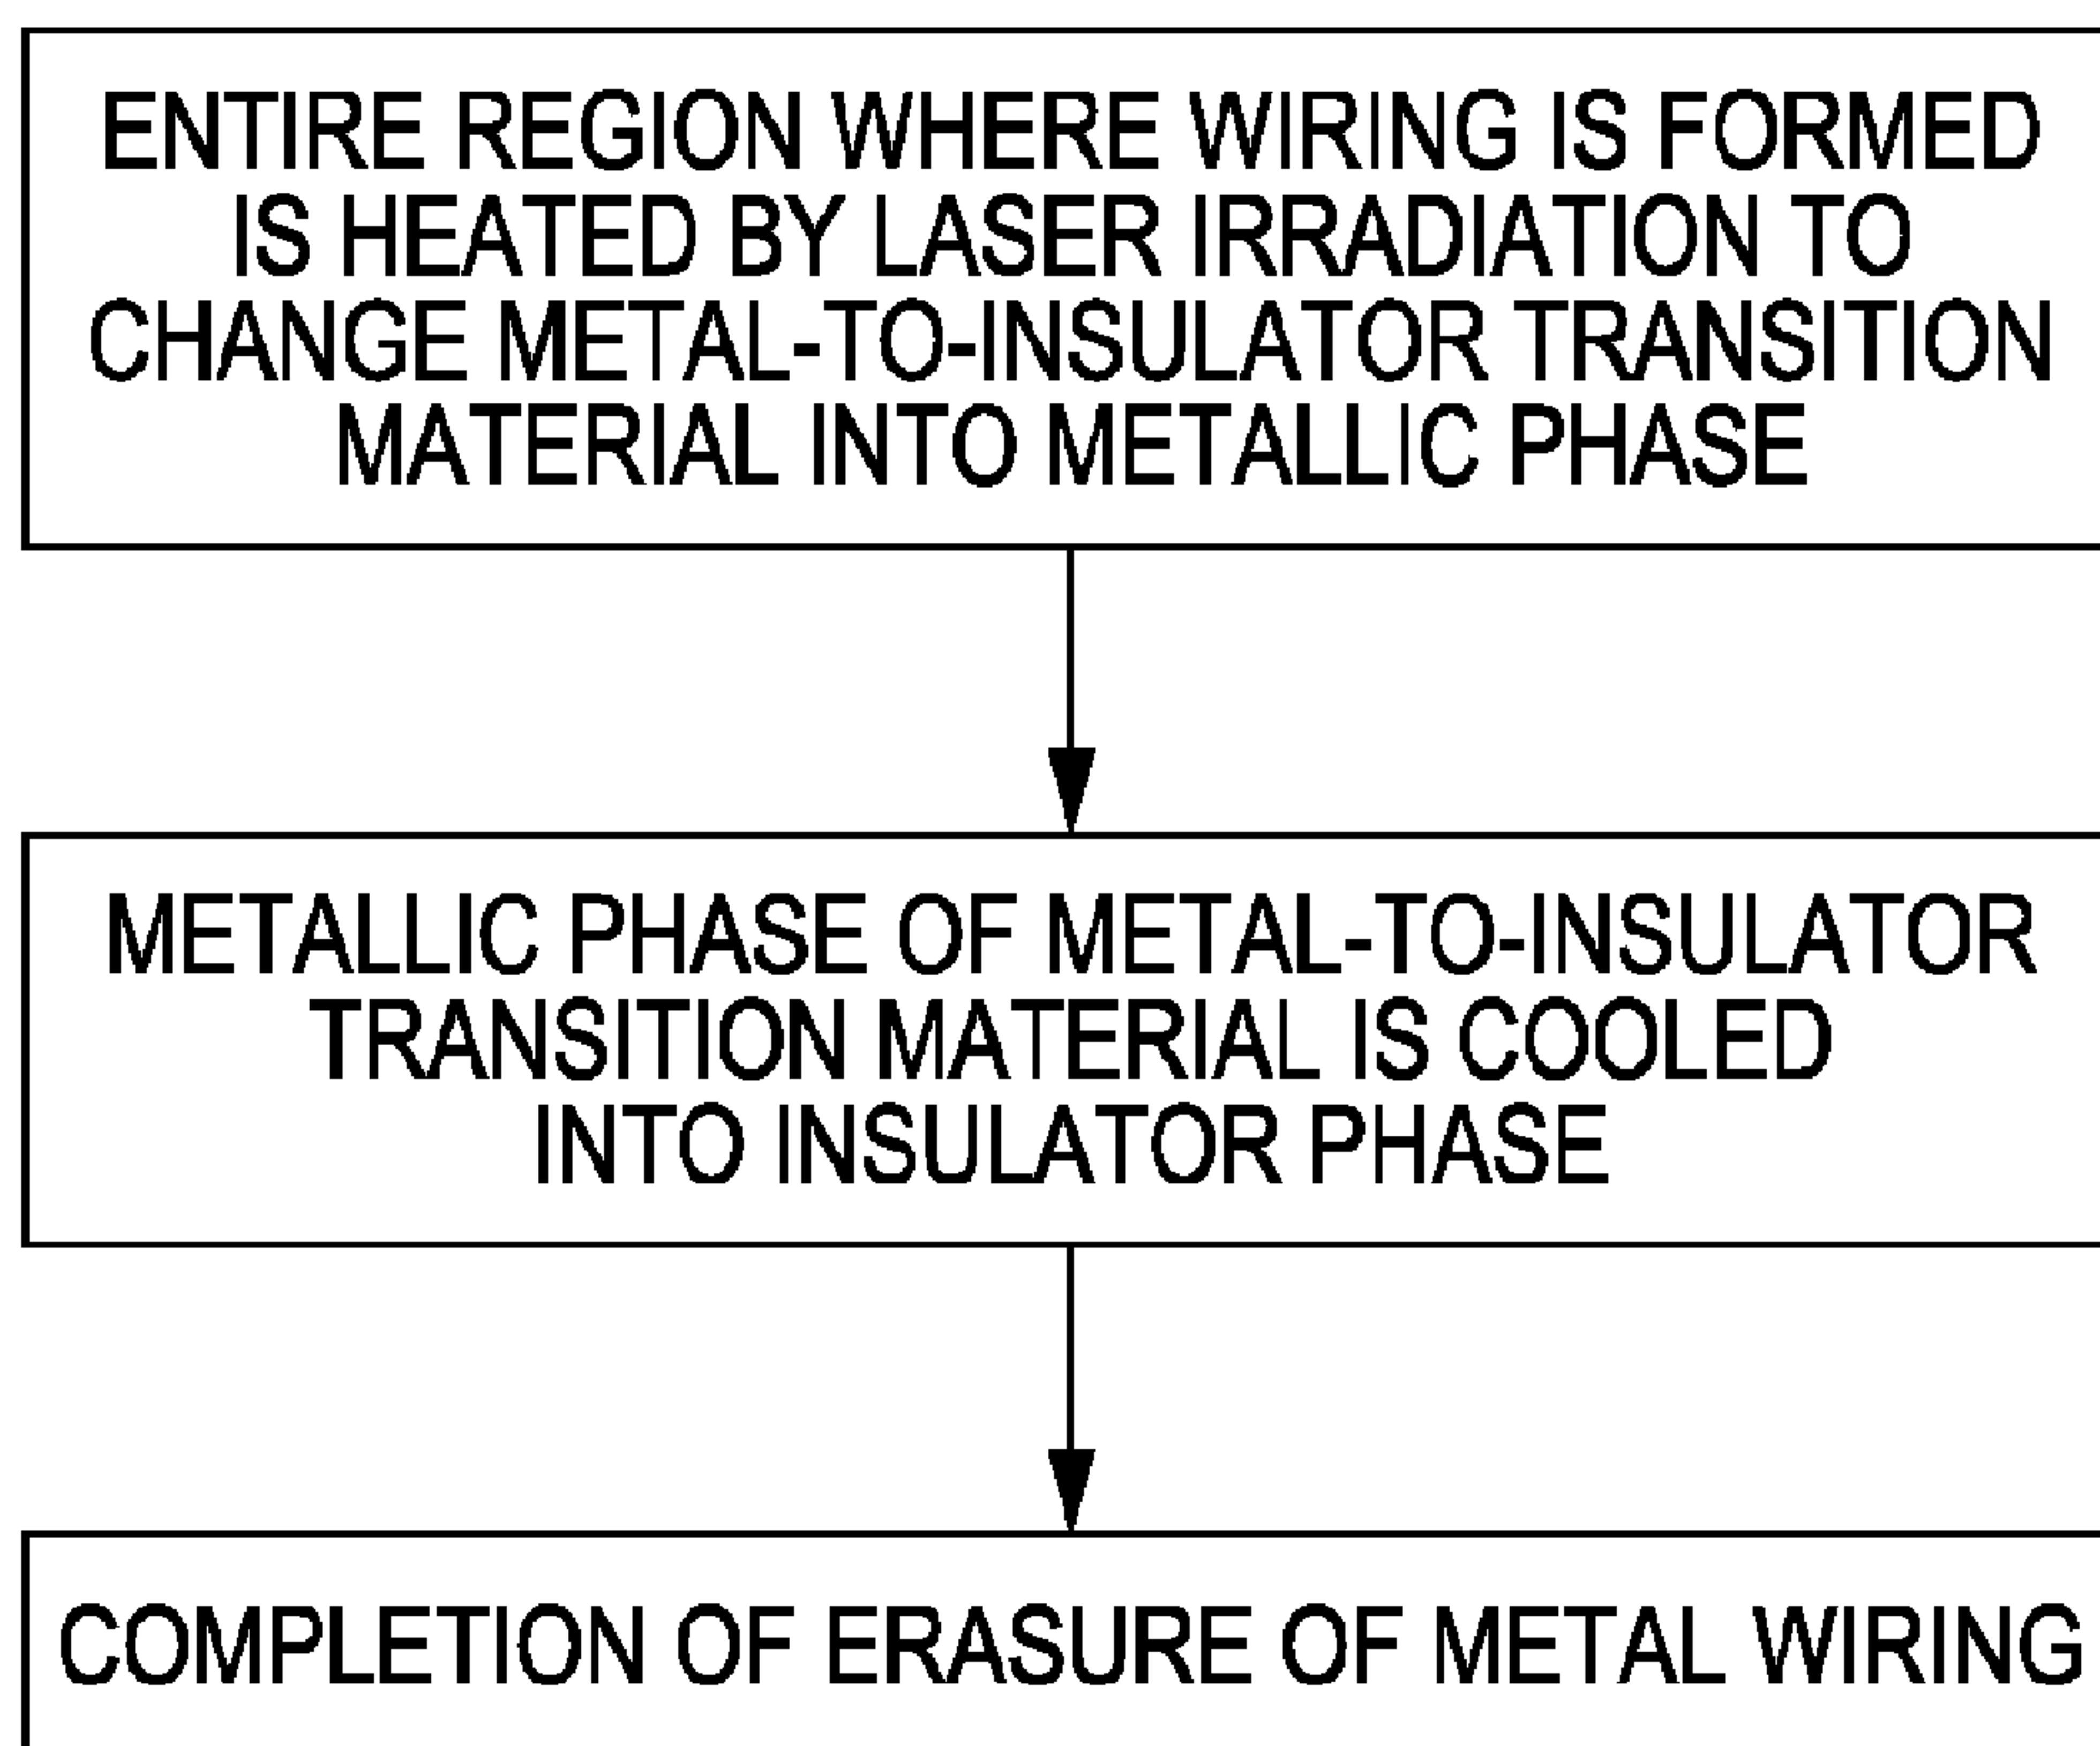 ENTIRE REGION WHERE WIRING IS FORMED
IS HEATED BY LASER IRRADIATION TO
CHANGE METAL-TO-INSULATOR TRANSITION
MATERIAL INTO METALLIC PHASE
METALLIC PHASE OF METAL-TO-INSULATOR
TRANSITION MATERIAL IS COOLED
INTO INSULATOR PHASE
COMPLETION OF ERASURE OF METAL WIRING